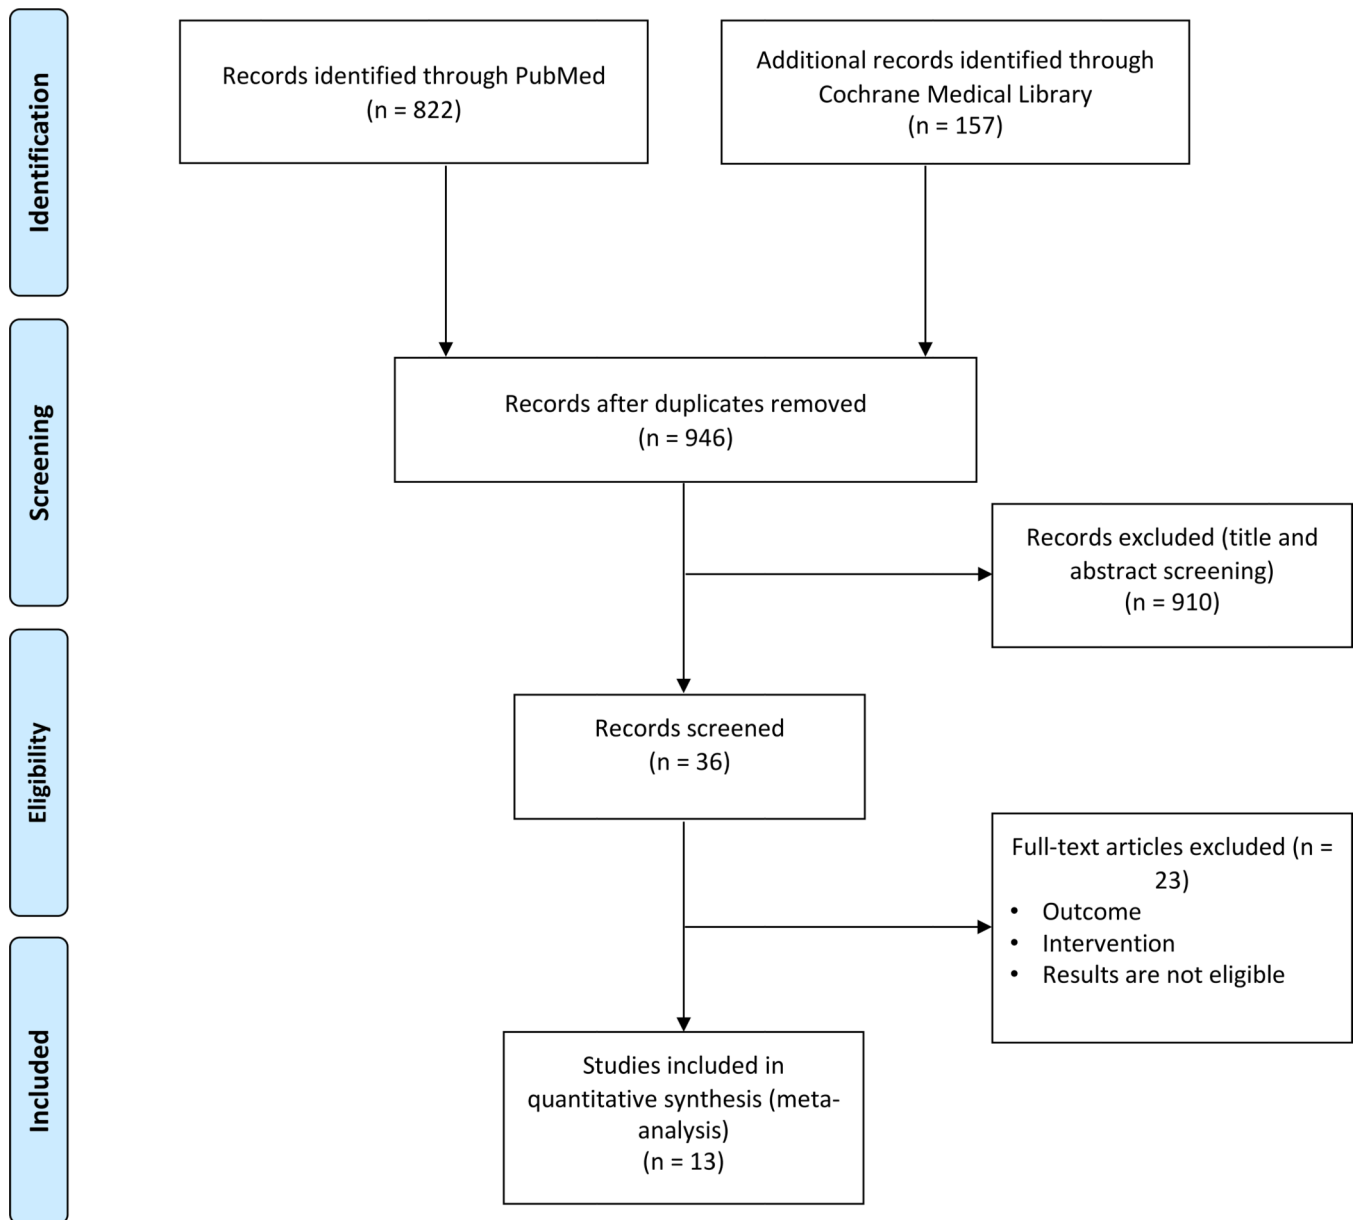 Identification
Records identified through PubMed
(n = 822)
Additional records identified through
Cochrane Medical Library
(n = 157)
Screening
Records after duplicates removed
(n = 946)
Records excluded (title and
abstract screening)
(n = 910)
Eligibility
Records screened
(n = 36)
Full-text articles excluded (n =
23)
• Outcome
• Intervention
• Results are not eligible
Included
Studies included in
quantitative synthesis (meta-
analysis)
(n = 13)